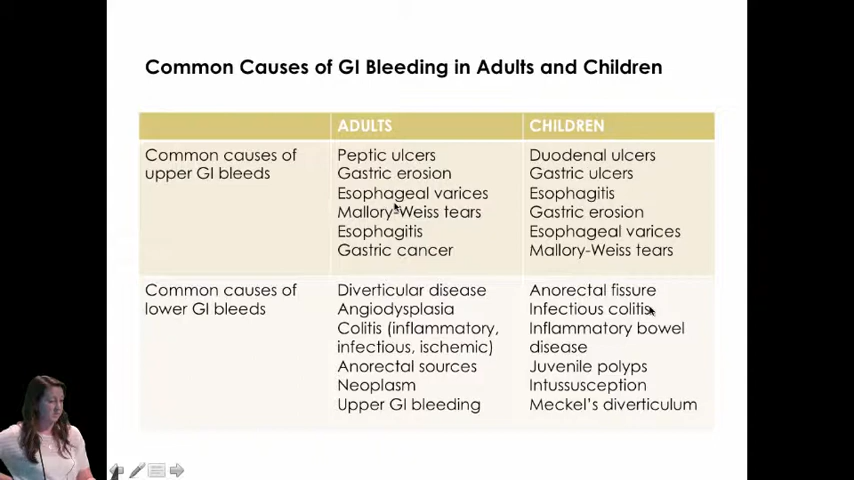 Common Causes of GI Bleeding in Adults and Children
ADULTS
CHILDREN
Common causes of
upper GI bleeds
Peptic ulcers
Gastric erosion
Esophageal varices
Mallory-Weiss tears
Esophagitis
Gastric cancer
Duodenal ulcers
Gastric ulcers
Esophagitis
Gastric erosion
Esophageal varices
Mallory-Weiss tears
Common causes of
lower GI bleeds
Diverticular disease
Angiodysplasia
Colitis (inflammatory,
infectious, ischemic)
Anorectal sources
Neoplasm
Upper GI bleeding
Anorectal fissure
Infectious colitis
Inflammatory bowel
disease
Juvenile polyps
Intussusception
Meckel's diverticulum